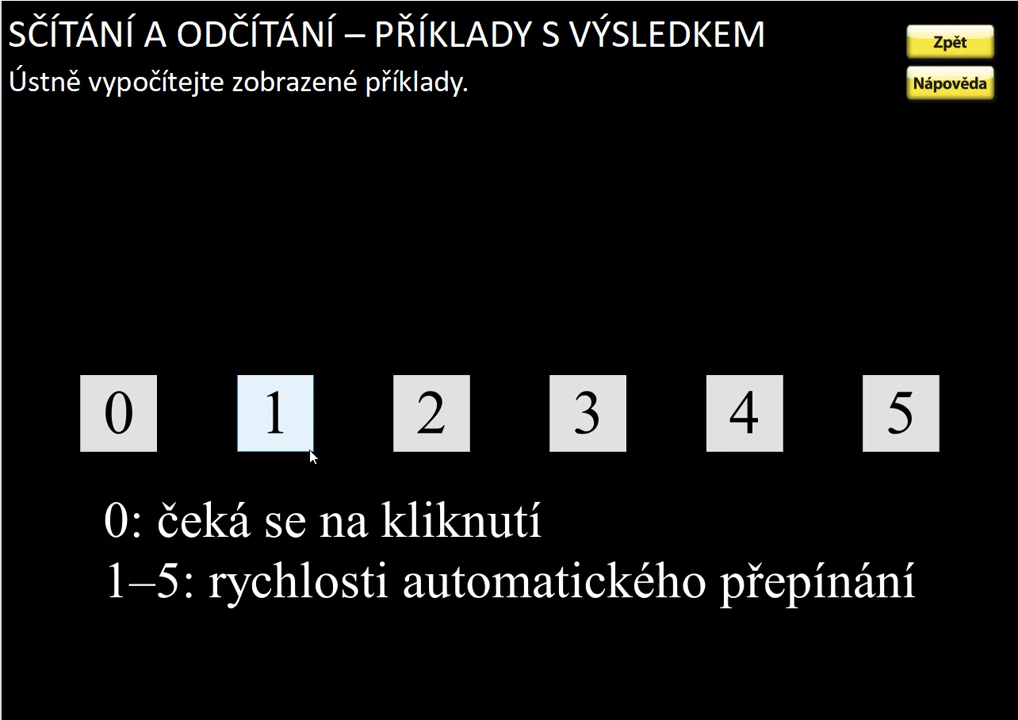 SČÍTÁNÍ A ODČÍTÁNÍ – PŘÍKLADY S VÝSLEDKEM
Zpět
Ústně vypočítejte zobrazené příklady.
Nápověda
0 1 2 3 4 5
0: čeká se na kliknutí
1–5: rychlosti automatického přepínání